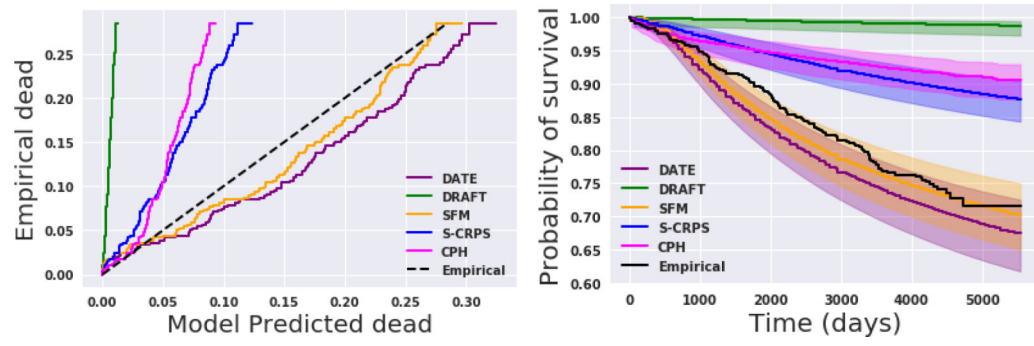 Empirical dead
0.25
0.20
0.15
0.10
0.05
0.00
0.00 0.05 0.10 0.15 0.20 0.25 0.30
Model Predicted dead
DATE
DRAFT
SFM
S-CRPS
CPH
Empirical
Probability of survival
1.00
0.95
0.90
0.85
0.80
0.75
0.70
0.65
0.60
0 1000 2000 3000 4000 5000
Time (days)
DATE
DRAFT
SFM
S-CRPS
CPH
Empirical